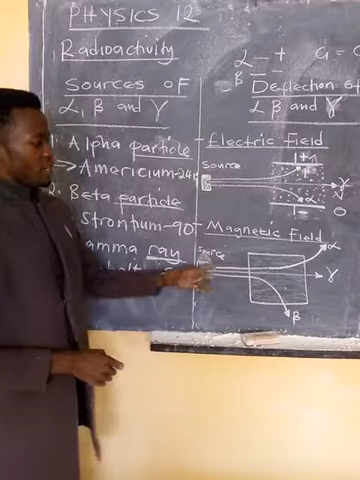 PHYSICS 12
Radioactivity
Sources of
α, β and γ
1. Alpha particle
→ Americium-241
2. Beta particle
Strontium-90
amma ray
α – +
β – –
Deflection of
α β and γ
- Electric Field
Source
+
β
γ
N
α
–
O
- Magnetic Field
Source
α
γ
β